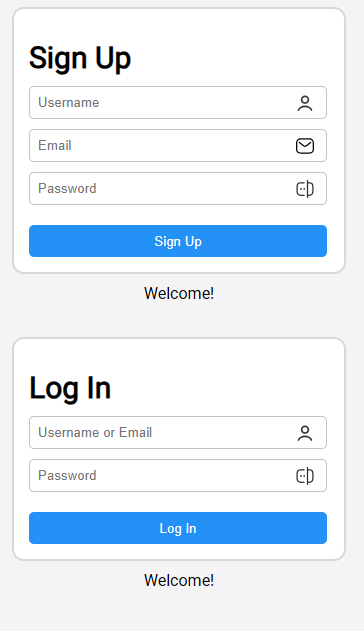 Sign Up
Username
Email
Password
Sign Up
Welcome!
Log In
Username or Email
Password
Log In
Welcome!